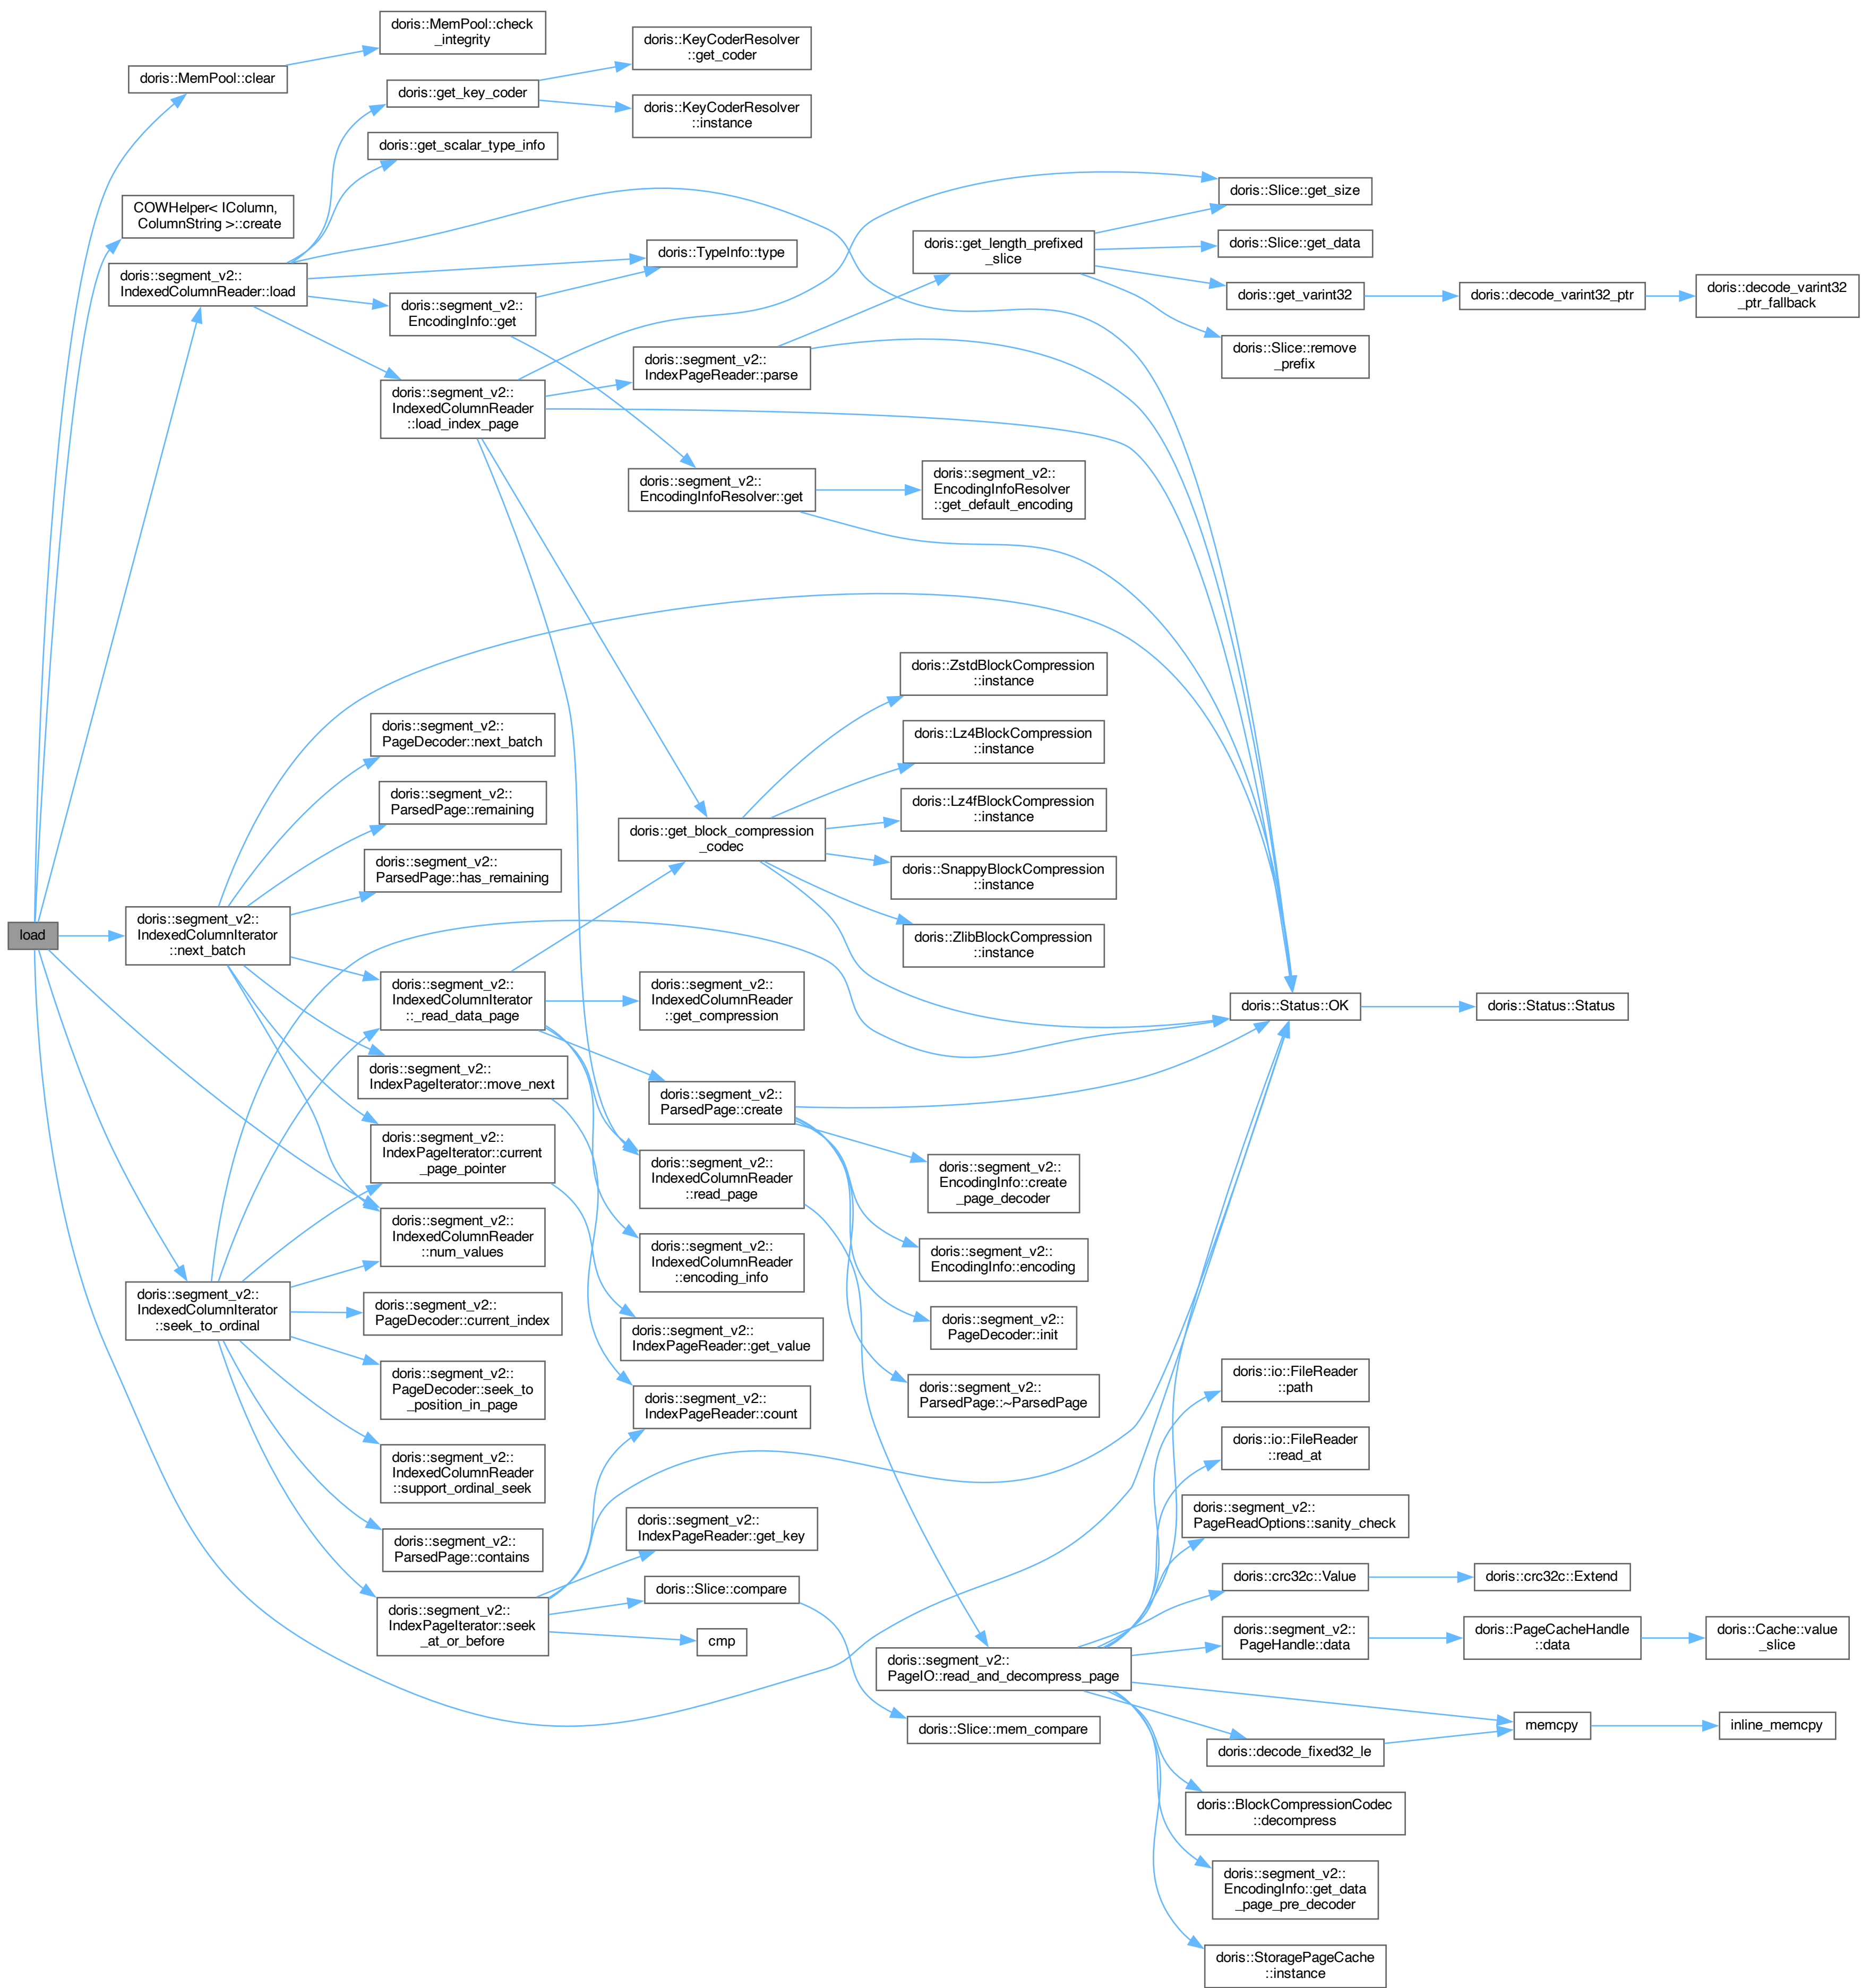 load
doris::MemPool::clear
doris::MemPool::check
_integrity
COWHelper< IColumn,
ColumnString >::create
doris::segment_v2::
IndexedColumnReader::load
doris::get_key_coder
doris::KeyCoderResolver
::get_coder
doris::KeyCoderResolver
::instance
doris::get_scalar_type_info
doris::TypeInfo::type
doris::segment_v2::
EncodingInfo::get
doris::segment_v2::
IndexedColumnReader
::load_index_page
doris::segment_v2::
IndexPageReader::parse
doris::segment_v2::
EncodingInfoResolver::get
doris::segment_v2::
EncodingInfoResolver
::get_default_encoding
doris::get_length_prefixed
_slice
doris::Slice::get_size
doris::Slice::get_data
doris::get_varint32
doris::decode_varint32_ptr
doris::decode_varint32
_ptr_fallback
doris::Slice::remove
_prefix
doris::ZstdBlockCompression
::instance
doris::Lz4BlockCompression
::instance
doris::Lz4fBlockCompression
::instance
doris::get_block_compression
_codec
doris::SnappyBlockCompression
::instance
doris::ZlibBlockCompression
::instance
doris::segment_v2::
PageDecoder::next_batch
doris::segment_v2::
ParsedPage::remaining
doris::segment_v2::
ParsedPage::has_remaining
doris::segment_v2::
IndexedColumnIterator
::next_batch
doris::segment_v2::
IndexedColumnIterator
::_read_data_page
doris::segment_v2::
IndexedColumnReader
::get_compression
doris::Status::OK
doris::Status::Status
doris::segment_v2::
IndexPageIterator::move_next
doris::segment_v2::
ParsedPage::create
doris::segment_v2::
IndexPageIterator::current
_page_pointer
doris::segment_v2::
IndexedColumnReader
::read_page
doris::segment_v2::
EncodingInfo::create
_page_decoder
doris::segment_v2::
IndexedColumnReader
::num_values
doris::segment_v2::
IndexedColumnReader
::encoding_info
doris::segment_v2::
EncodingInfo::encoding
doris::segment_v2::
IndexedColumnIterator
::seek_to_ordinal
doris::segment_v2::
PageDecoder::current_index
doris::segment_v2::
IndexPageReader::get_value
doris::segment_v2::
PageDecoder::init
doris::segment_v2::
PageDecoder::seek_to
_position_in_page
doris::segment_v2::
IndexPageReader::count
doris::segment_v2::
ParsedPage::~ParsedPage
doris::io::FileReader
::path
doris::io::FileReader
::read_at
doris::segment_v2::
IndexedColumnReader
::support_ordinal_seek
doris::segment_v2::
ParsedPage::contains
doris::segment_v2::
IndexPageReader::get_key
doris::segment_v2::
PageReadOptions::sanity_check
doris::segment_v2::
IndexPageIterator::seek
_at_or_before
doris::Slice::compare
cmp
doris::crc32c::Value
doris::crc32c::Extend
doris::segment_v2::
PageHandle::data
doris::PageCacheHandle
::data
doris::Cache::value
_slice
doris::segment_v2::
PageIO::read_and_decompress_page
doris::Slice::mem_compare
memcpy
inline_memcpy
doris::decode_fixed32_le
doris::BlockCompressionCodec
::decompress
doris::segment_v2::
EncodingInfo::get_data
_page_pre_decoder
doris::StoragePageCache
::instance